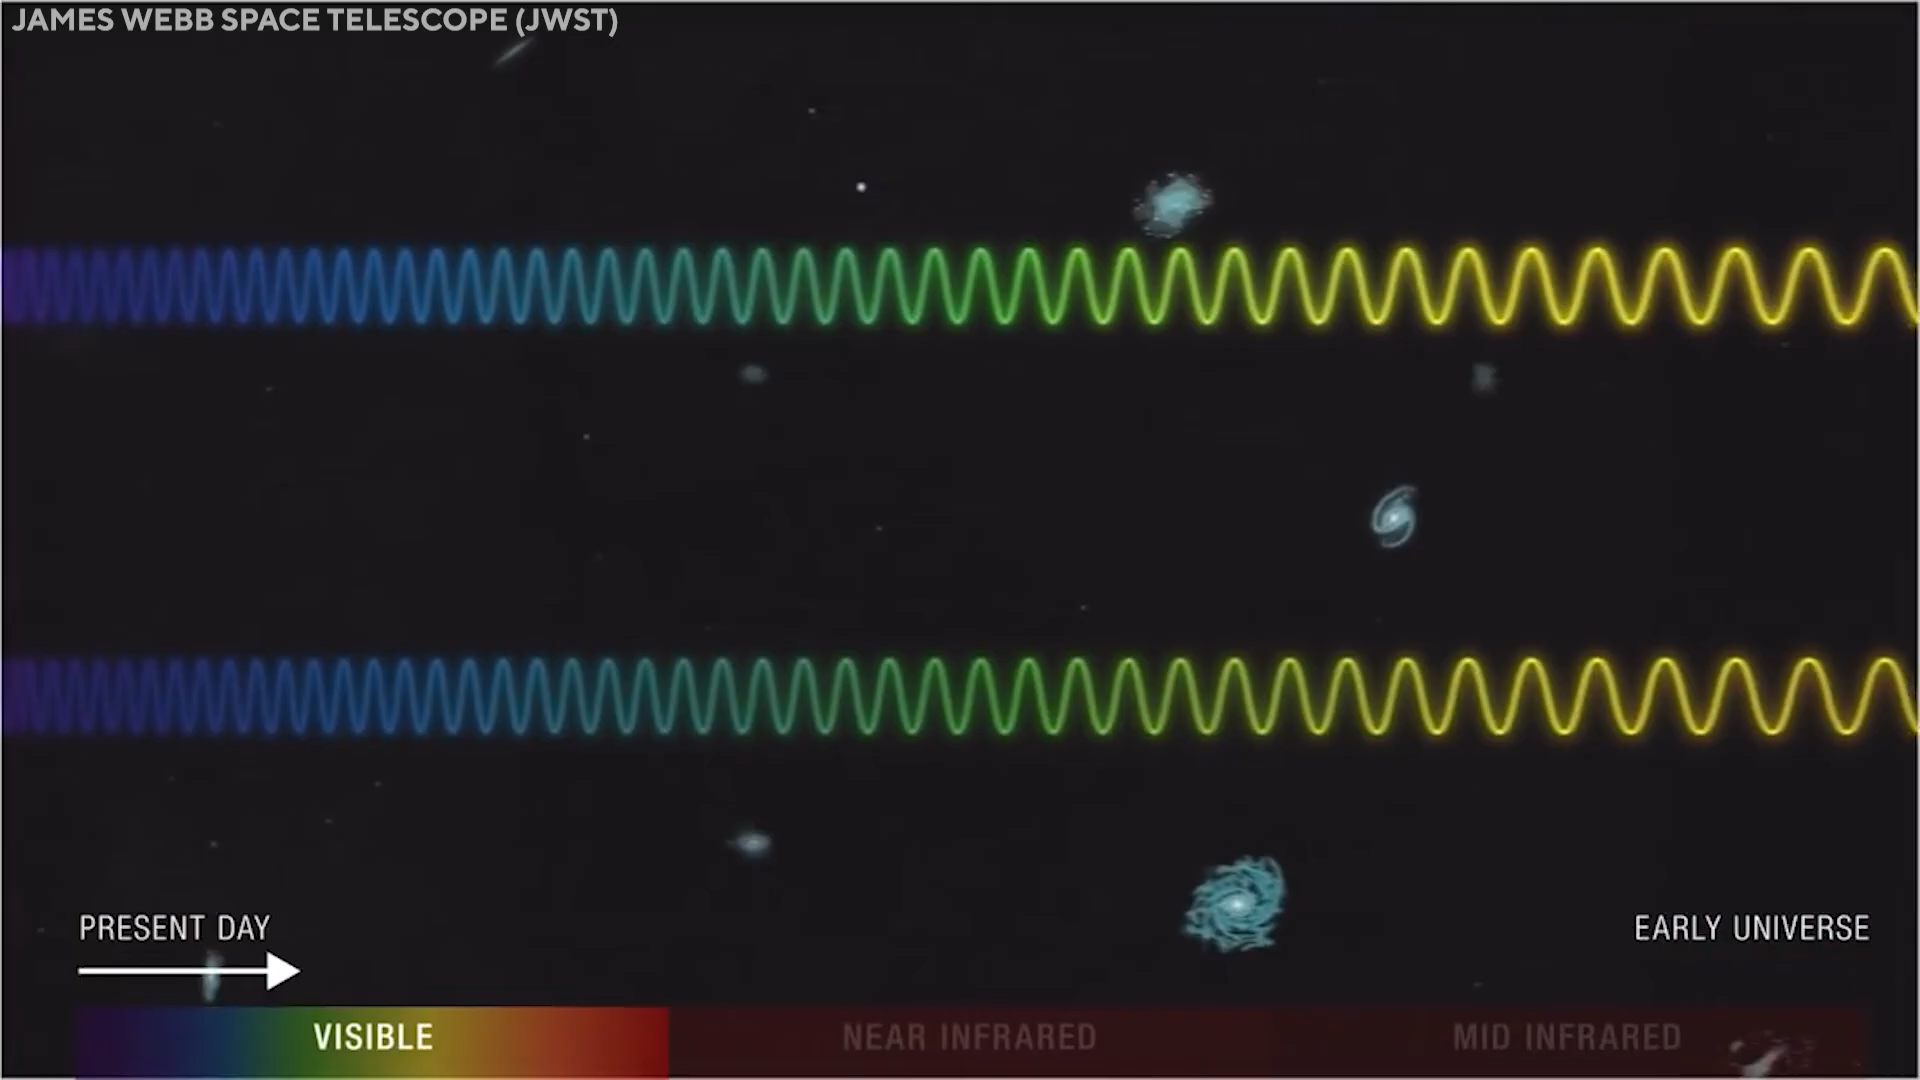 JAMES WEBB SPACE TELESCOPE (JWST)
PRESENT DAY
EARLY UNIVERSE
VISIBLE
NEAR INFRARED
MID INFRARED